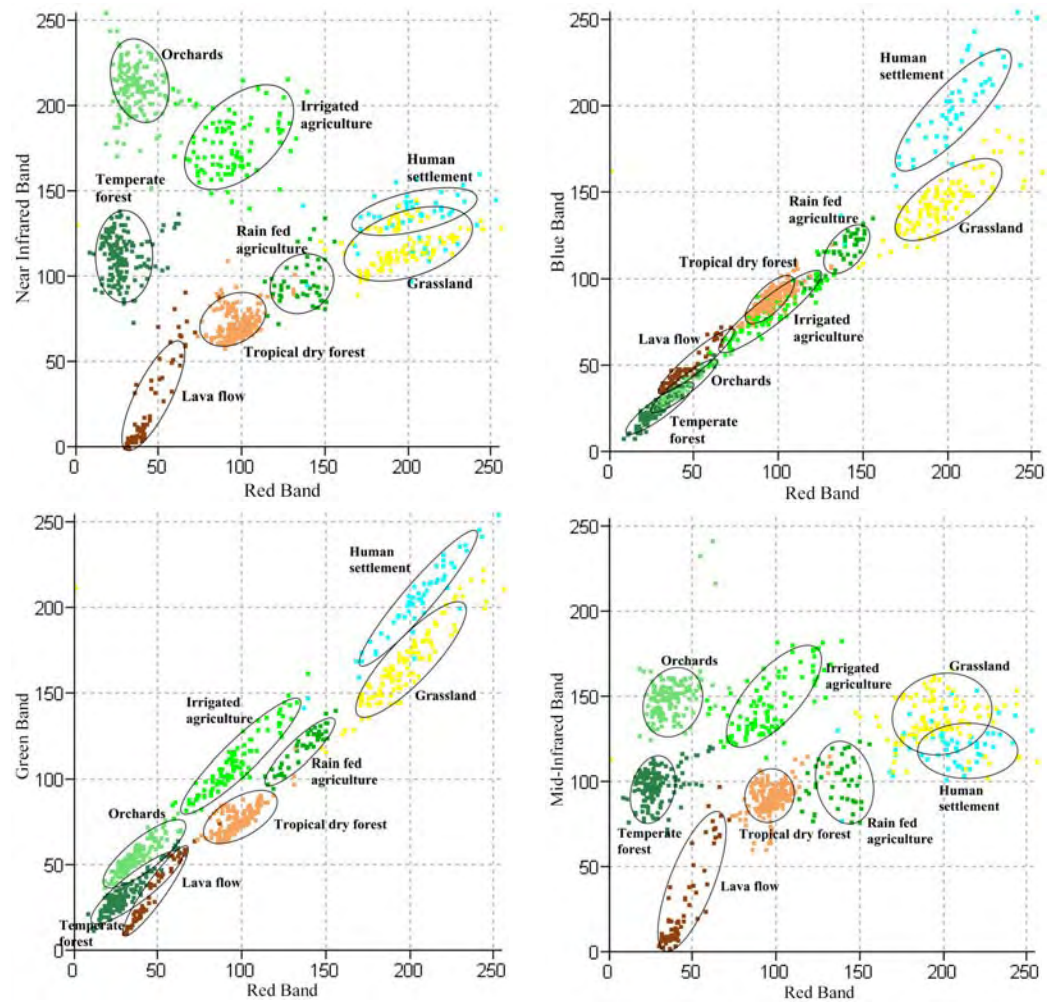 250
200
150
100
50
0
0
50
100
150
200
250
Near Infrared Band
Red Band
Orchards
Irrigated
agriculture
Temperate
forest
Human
settlement
Rain fed
agriculture
Grassland
Tropical dry forest
Lava flow
250
200
150
100
50
0
0
50
100
150
200
250
Blue Band
Red Band
Human
settlement
Rain fed
agriculture
Grassland
Tropical dry forest
Lava flow
Irrigated
agriculture
Orchards
Temperate
forest
250
200
150
100
50
0
0
50
100
150
200
250
Green Band
Red Band
Human
settlement
Irrigated
agriculture
Grassland
Rain fed
agriculture
Orchards
Tropical dry forest
Lava flow
Temperate
forest
250
200
150
100
50
0
0
50
100
150
200
250
Mid-Infrared Band
Red Band
Orchards
Irrigated
agriculture
Grassland
Temperate
forest
Tropical dry forest
Rain fed
agriculture
Human
settlement
Lava flow